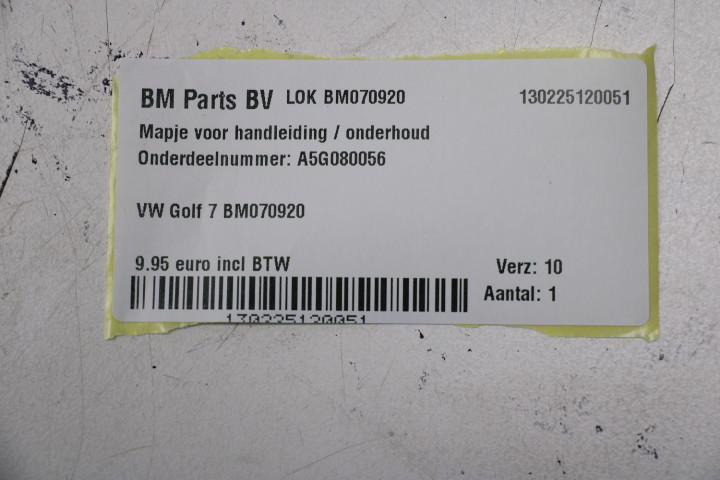 BM Parts BV LOK BM070920 130225120051
Mapje voor handleiding / onderhoud
Onderdeelnummer: A5G080056
VW Golf 7 BM070920
9.95 euro incl BTW Verz: 10
Aantal: 1
130225120051